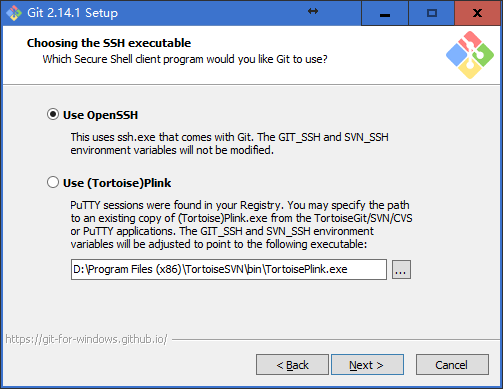 Git 2.14.1 Setup
Choosing the SSH executable
Which Secure Shell client program would you like Git to use?
Use OpenSSH
This uses ssh.exe that comes with Git. The GIT_SSH and SVN_SSH
environment variables will not be modified.
Use (Tortoise)Plink
PuTTY sessions were found in your Registry. You may specify the path
to an existing copy of (Tortoise)Plink.exe from the TortoiseGit/SVN/CVS
or PuTTY applications. The GIT_SSH and SVN_SSH environment
variables will be adjusted to point to the following executable:
D:\Program Files (x86)\TortoiseSVN\bin\TortoisePlink.exe
...
https://git-for-windows.github.io/
< Back
Next >
Cancel